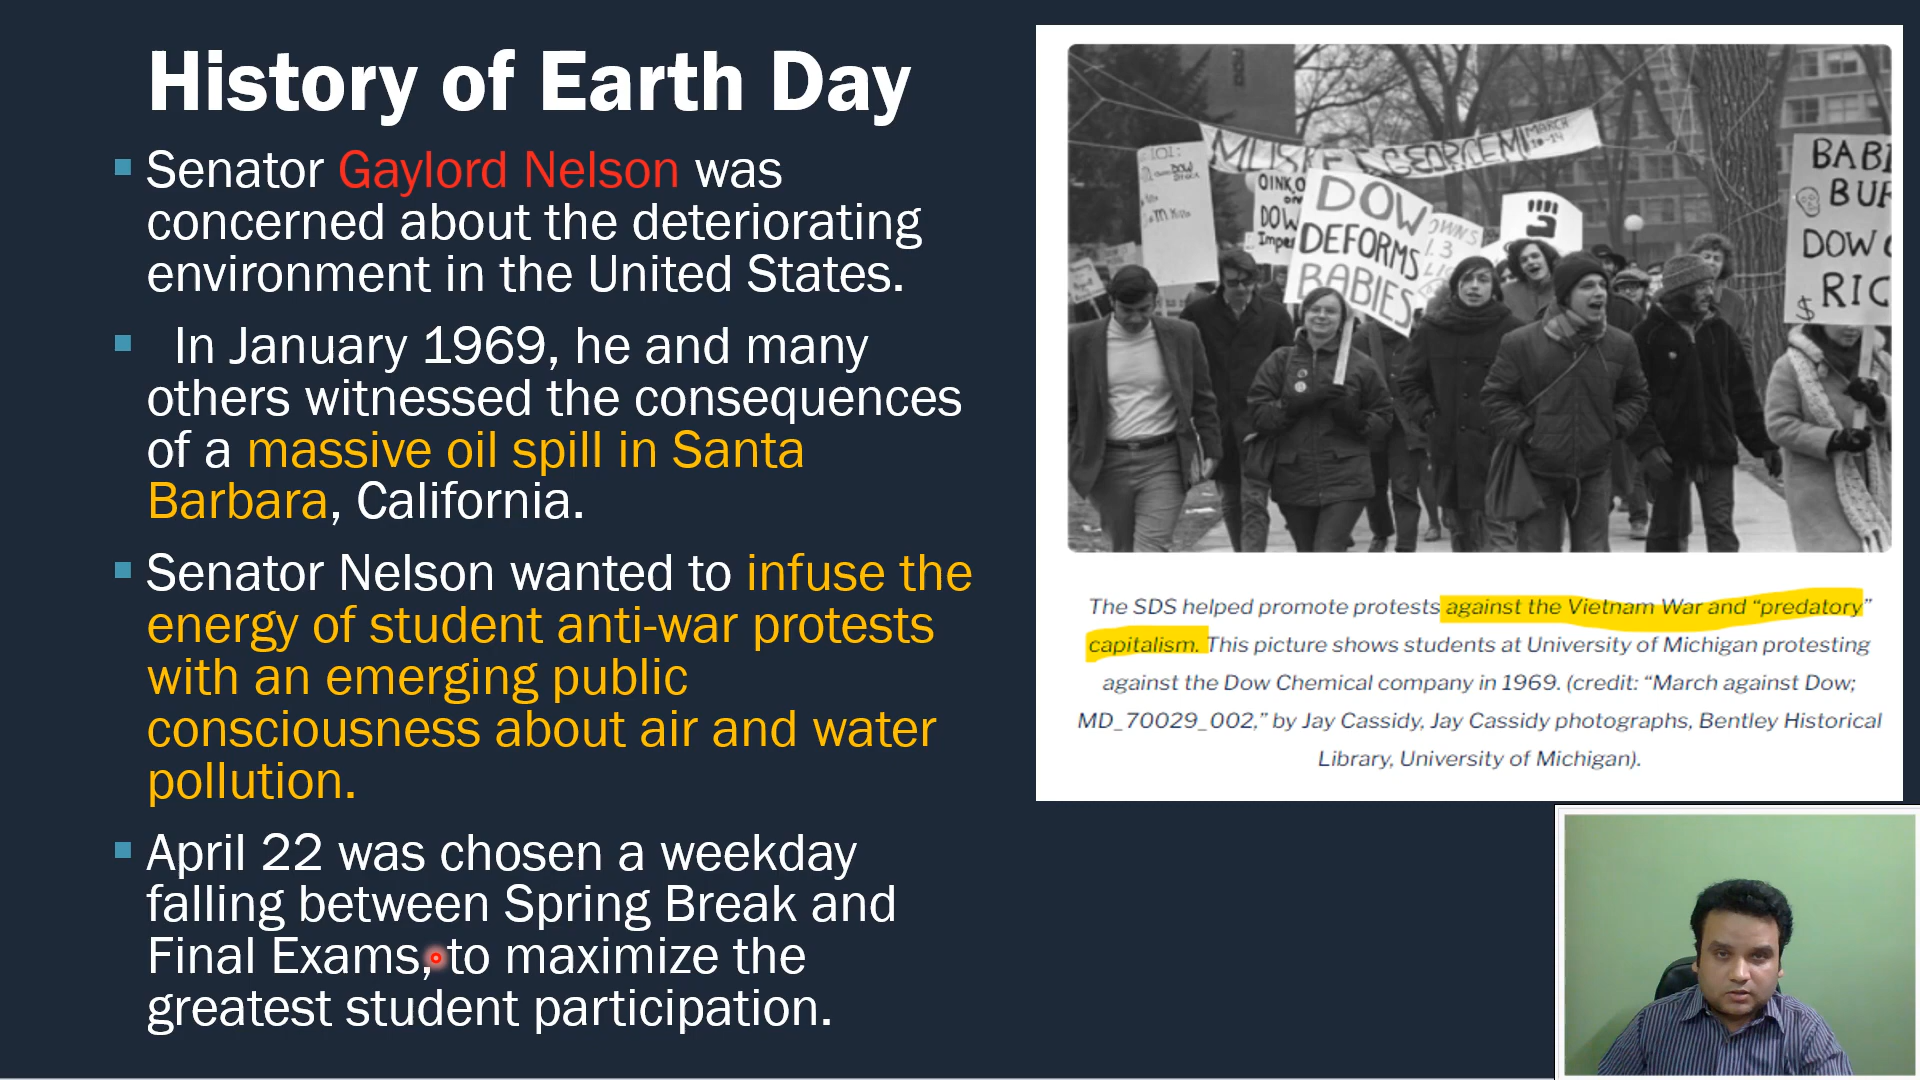 History of Earth Day
Senator Gaylord Nelson was
concerned about the deteriorating
environment in the United States.
In January 1969, he and many
others witnessed the consequences
of a massive oil spill in Santa
Barbara, California.
Senator Nelson wanted to infuse the
energy of student anti-war protests
with an emerging public
consciousness about air and water
pollution.
April 22 was chosen a weekday
falling between Spring Break and
Final Exams, to maximize the
greatest student participation.
MARCH
10-14
OINK
DOW
DOW
DEFORMS
BABIES
BABI
BUR
DOW
$ RIC
The SDS helped promote protests against the Vietnam War and “predatory”
capitalism. This picture shows students at University of Michigan protesting
against the Dow Chemical company in 1969. (credit: “March against Dow;
MD_70029_002,” by Jay Cassidy, Jay Cassidy photographs, Bentley Historical
Library, University of Michigan).